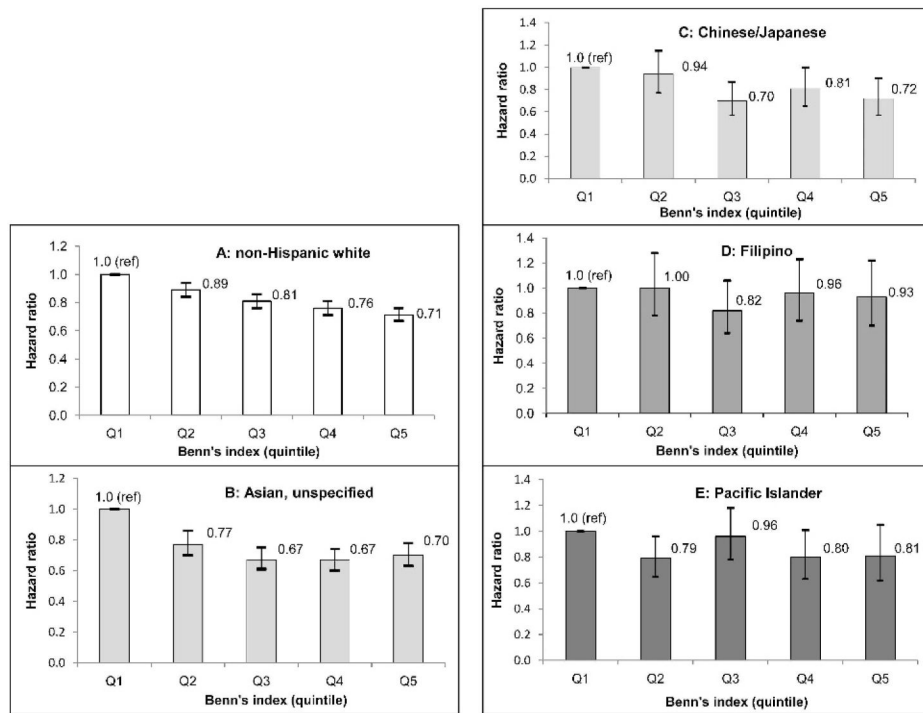 A: non-Hispanic white
Hazard ratio
1.2
1.0
0.8
0.6
0.4
0.2
0.0
1.0 (ref)
0.89
0.81
0.76
0.71
Q1 Q2 Q3 Q4 Q5
Benn's index (quintile)
B: Asian, unspecified
Hazard ratio
1.2
1.0
0.8
0.6
0.4
0.2
0.0
1.0 (ref)
0.77
0.67
0.67
0.70
Q1 Q2 Q3 Q4 Q5
Benn's index (quintile)
C: Chinese/Japanese
Hazard ratio
1.4
1.2
1.0
0.8
0.6
0.4
0.2
0.0
1.0 (ref)
0.94
0.70
0.81
0.72
Q1 Q2 Q3 Q4 Q5
Benn's index (quintile)
D: Filipino
Hazard ratio
1.4
1.2
1.0
0.8
0.6
0.4
0.2
0.0
1.0 (ref)
1.00
0.82
0.96
0.93
Q1 Q2 Q3 Q4 Q5
Benn's index (quintile)
E: Pacific Islander
Hazard ratio
1.4
1.2
1.0
0.8
0.6
0.4
0.2
0.0
1.0 (ref)
0.79
0.96
0.80
0.81
Q1 Q2 Q3 Q4 Q5
Benn's index (quintile)